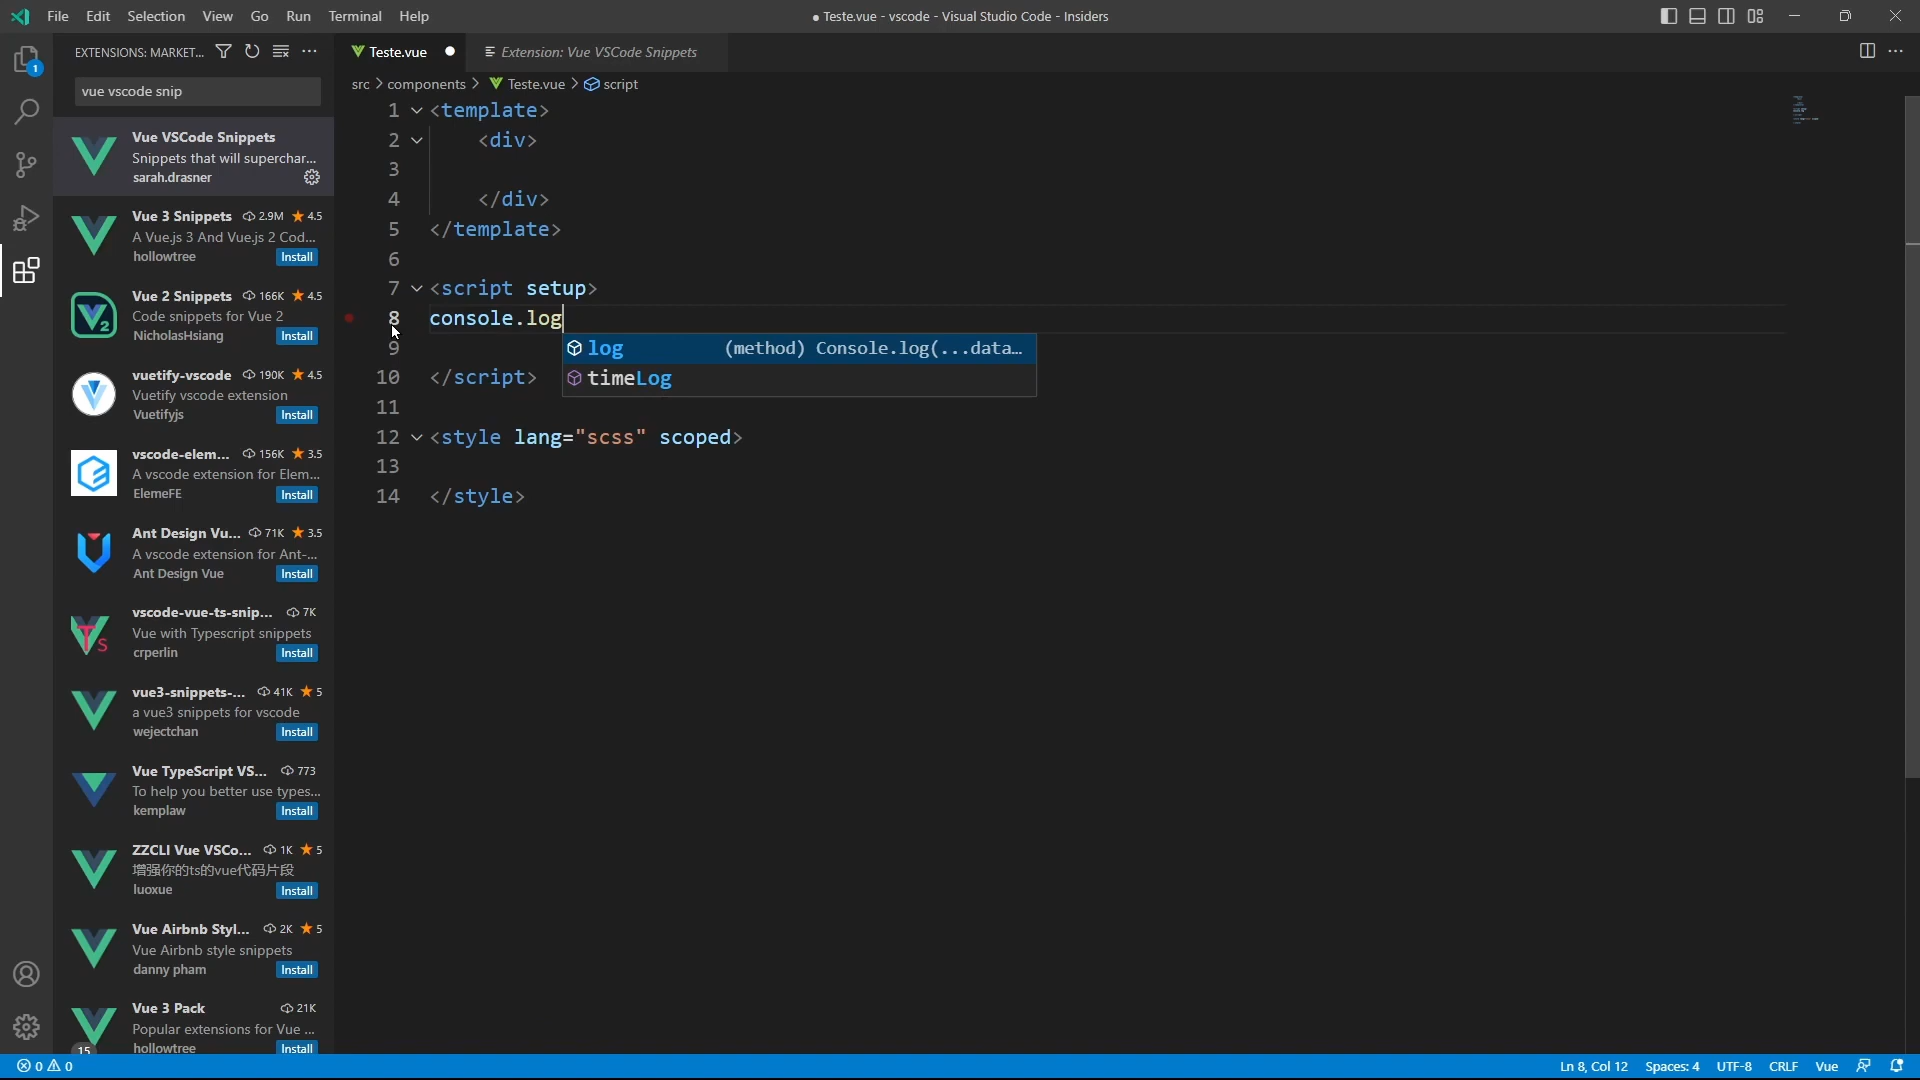 File Edit Selection View Go Run Terminal Help
● Teste.vue - vscode - Visual Studio Code - Insiders
EXTENSIONS: MARKET...
Teste.vue
Extension: Vue VSCode Snippets
1
vue vscode snip
src > components > Teste.vue > script
Vue VSCode Snippets
Snippets that will superchar...
sarah.drasner
Vue 3 Snippets 2.9M ★ 4.5
A Vue.js 3 And Vue.js 2 Cod...
hollowtree Install
Vue 2 Snippets 166K ★ 4.5
Code snippets for Vue 2
NicholasHsiang Install
vuetify-vscode 190K ★ 4.5
Vuetify vscode extension
Vuetifyjs Install
vscode-elem... 156K ★ 3.5
A vscode extension for Elem...
ElemeFE Install
Ant Design Vu... 71K ★ 3.5
A vscode extension for Ant-...
Ant Design Vue Install
vscode-vue-ts-snip... 7K
Vue with Typescript snippets
crperlin Install
vue3-snippets-... 41K ★ 5
a vue3 snippets for vscode
wejectchan Install
Vue TypeScript VS... 773
To help you better use types...
kemplaw Install
ZZCLI Vue VSCo... 1K ★ 5
增强你的ts的vue代码片段
luoxue Install
Vue Airbnb Styl... 2K ★ 5
Vue Airbnb style snippets
danny pham Install
Vue 3 Pack 21K
Popular extensions for Vue ...
15 hollowtree Install
1 <template>
2 <div>
3
4 </div>
5 </template>
6
7 <script setup>
8 console.log
log (method) Console.log(...data...
timeLog
9
10 </script>
11
12 <style lang="scss" scoped>
13
14 </style>
0 0
Ln 8, Col 12 Spaces: 4 UTF-8 CRLF Vue